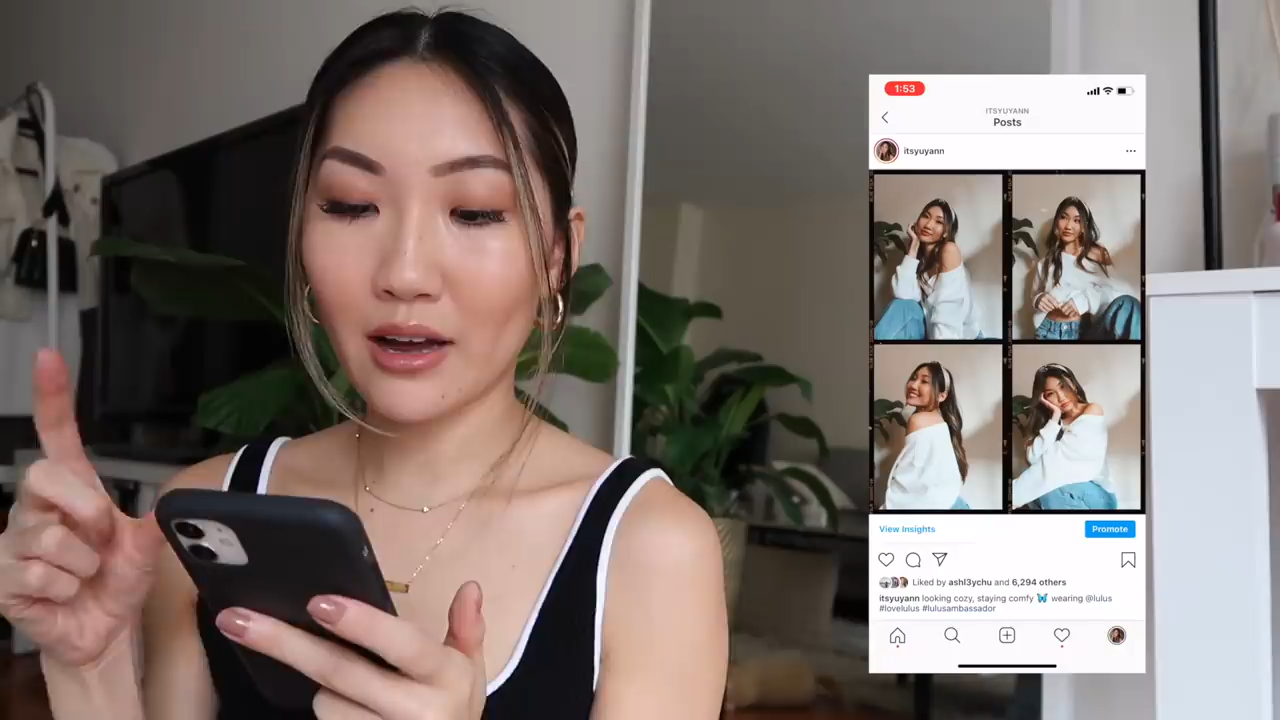 1:53
ITSYUYANN
Posts
itsyuyann
View Insights
Promote
Liked by ashl3ychu and 6,294 others
itsyuyann looking cozy, staying comfy 🦋 wearing @lulus
#lovelulus #lulusambassador